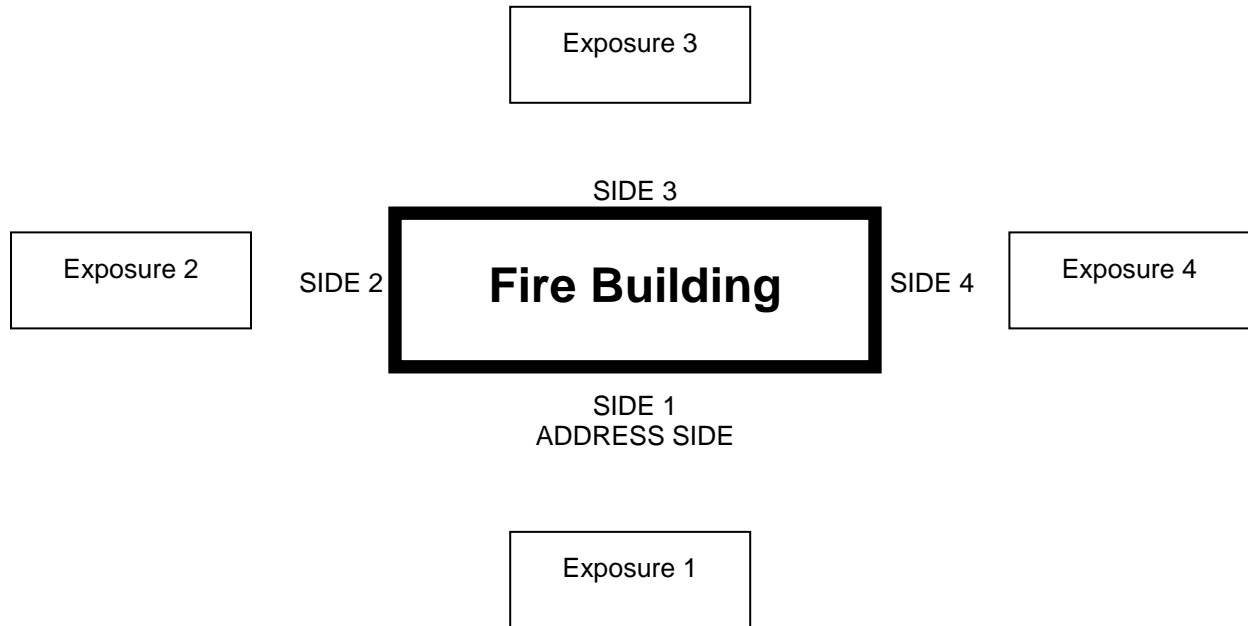 Exposure 3
SIDE 3
Exposure 2
SIDE 2
Fire Building
SIDE 4
Exposure 4
SIDE 1
ADDRESS SIDE
Exposure 1